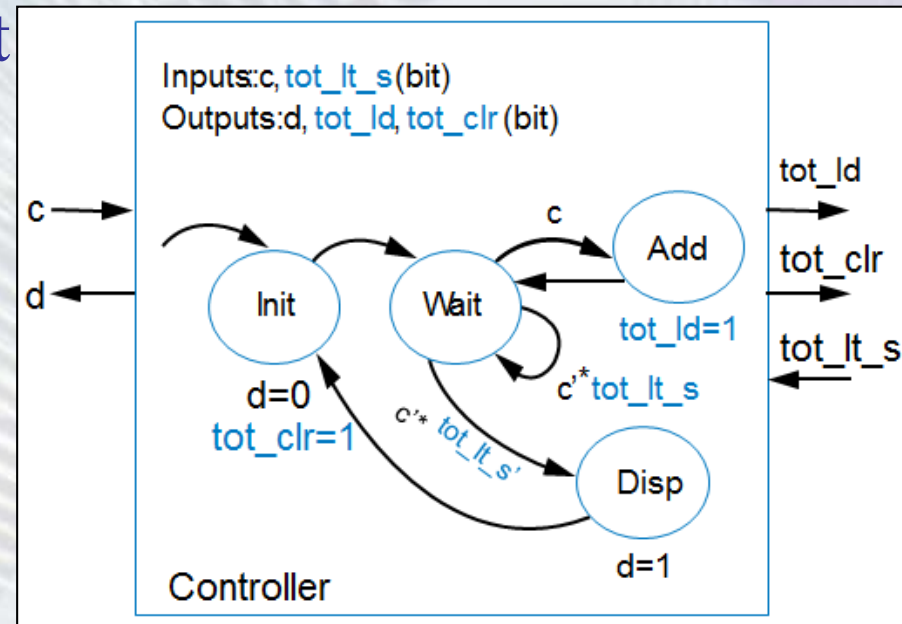 t
Inputs::c, tot_lt_s (bit)
Outputs:d, tot_ld, tot_clr (bit)
c
d
tot_ld
tot_clr
tot_lt_s
Init
d=0
tot_clr=1
Wait
c
Add
tot_ld=1
c'*tot_lt_s
c'* tot_lt_s'
Disp
d=1
Controller